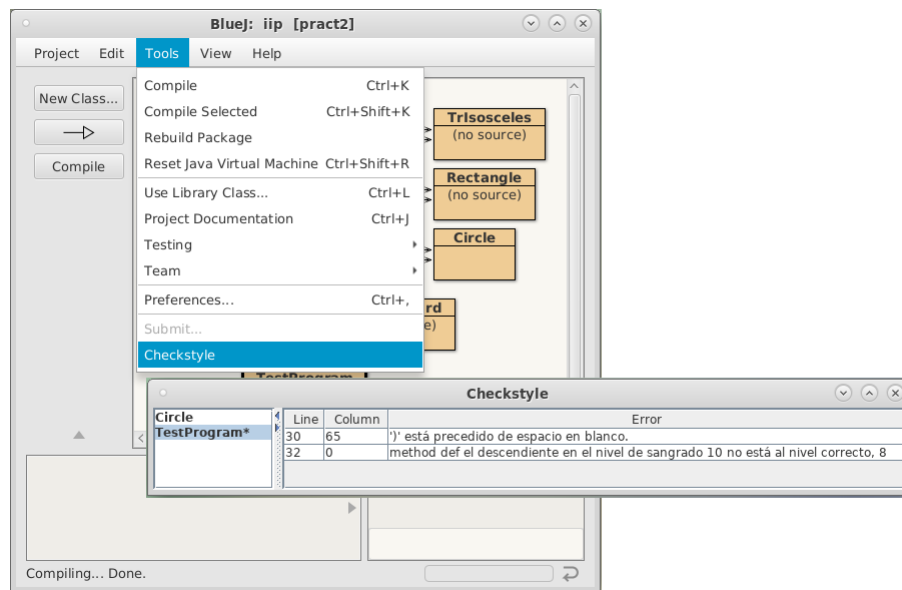 BlueJ: iip [pract2]
Project Edit Tools View Help
New Class...
Compile
Compile Ctrl+K
Compile Selected Ctrl+Shift+K
Rebuild Package
Reset Java Virtual Machine Ctrl+Shift+R
Use Library Class... Ctrl+L
Project Documentation Ctrl+J
Testing
Team
Preferences... Ctrl+,
Submit...
Checkstyle
TrIsosceles
(no source)
Rectangle
(no source)
Circle
rd
e)
TestProgram
Checkstyle
Circle
TestProgram*
Line Column Error
30 65 ')' está precedido de espacio en blanco.
32 0 method def el descendiente en el nivel de sangrado 10 no está al nivel correcto, 8
Compiling... Done.